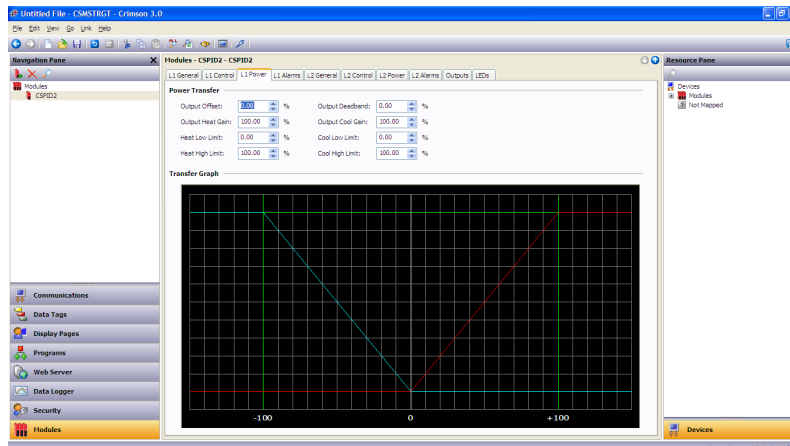 Untitled File - CSMSTRGT - Crimson 3.0
File Edit View Go Link Help
Navigation Pane X
Modules
CSPID2
Communications
Data Tags
Display Pages
Programs
Web Server
Data Logger
Security
Modules
Modules - CSPID2 - CSPID2
L1 General L1 Control L1 Power L1 Alarms L2 General L2 Control L2 Power L2 Alarms Outputs LEDs
Power Transfer
Output Offset: 0.00 % Output Deadband: 0.00 %
Output Heat Gain: 100.00 % Output Cool Gain: 100.00 %
Heat Low Limit: 0.00 % Cool Low Limit: 0.00 %
Heat High Limit: 100.00 % Cool High Limit: 100.00 %
Transfer Graph
-100 0 +100
Resource Pane
Devices
Modules
Not Mapped
Devices